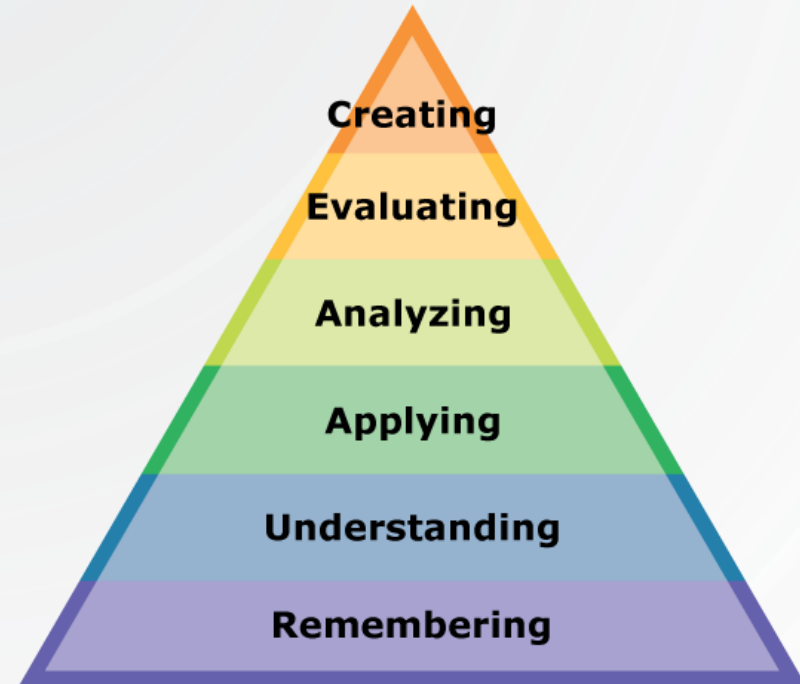 Creating
Evaluating
Analyzing
Applying
Understanding
Remembering